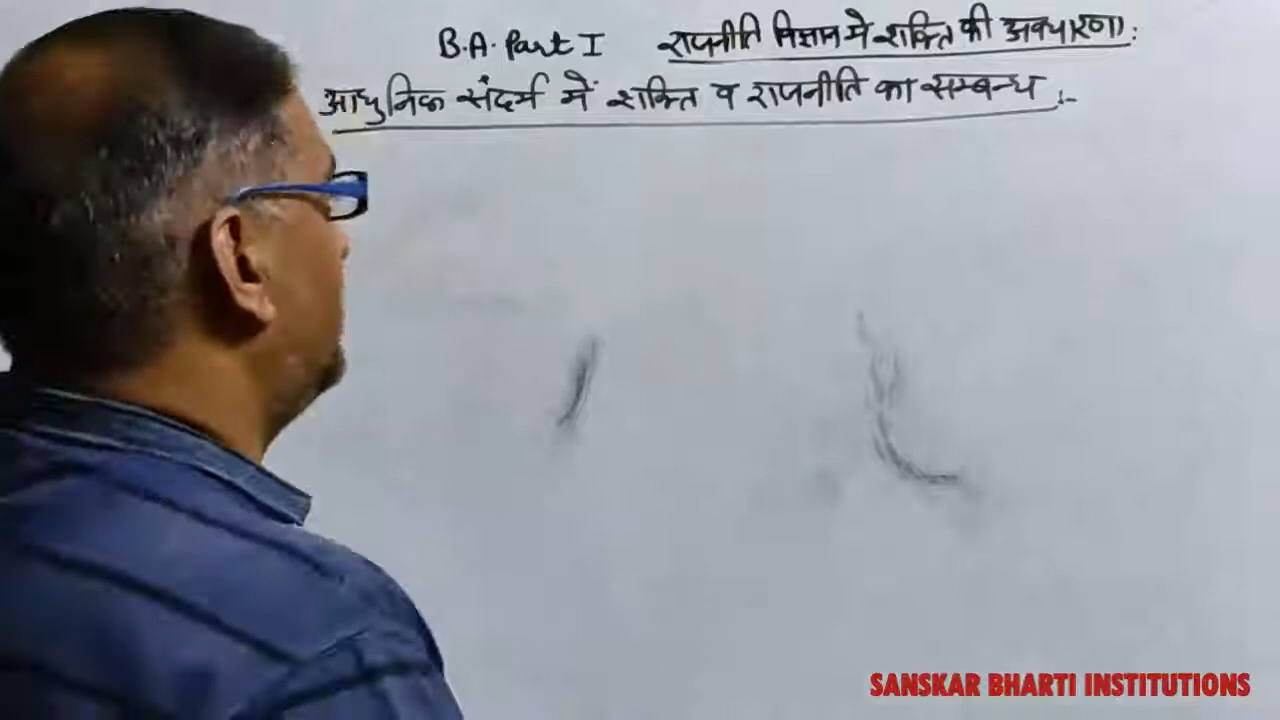 B.A. Part I राजनीति विज्ञान मे शक्ति की अवधारणा:
आधुनिक संदर्भ में शक्ति व राजनीति का सम्बन्ध :-
SANSKAR BHARTI INSTITUTIONS